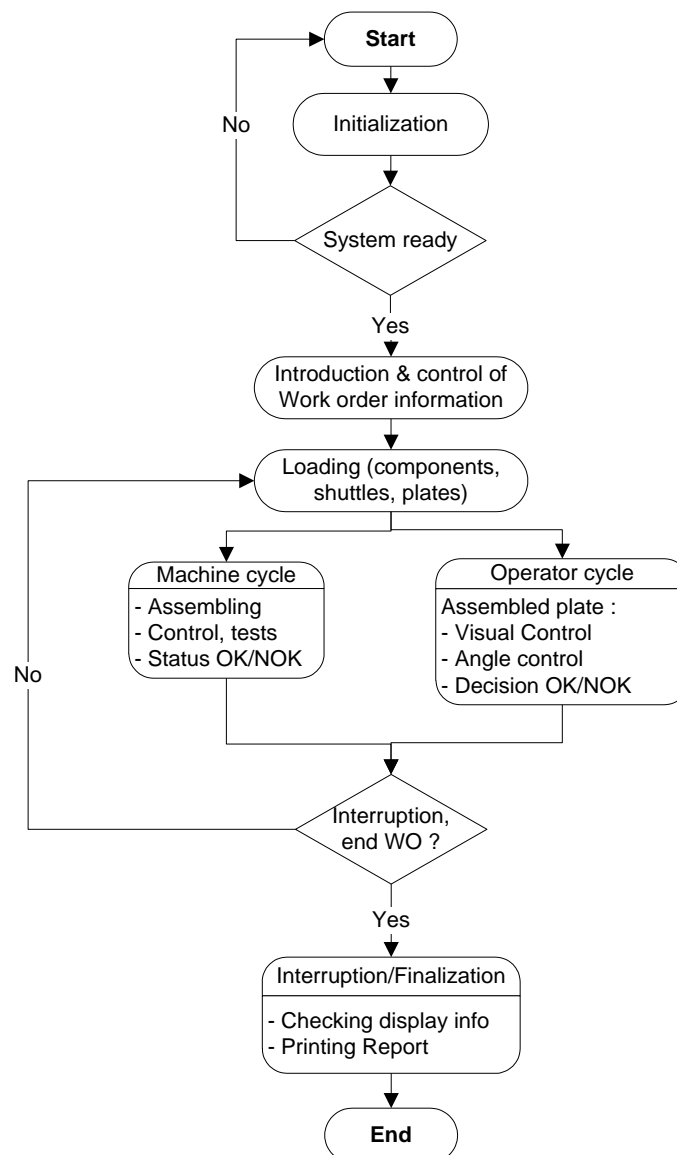 Start
No
Initialization
System ready
Yes
Introduction & control of
Work order information
Loading (components,
shuttles, plates)
Machine cycle
- Assembling
- Control, tests
- Status OK/NOK
Operator cycle
Assembled plate :
- Visual Control
- Angle control
- Decision OK/NOK
No
Interruption,
end WO ?
Yes
Interruption/Finalization
- Checking display info
- Printing Report
End